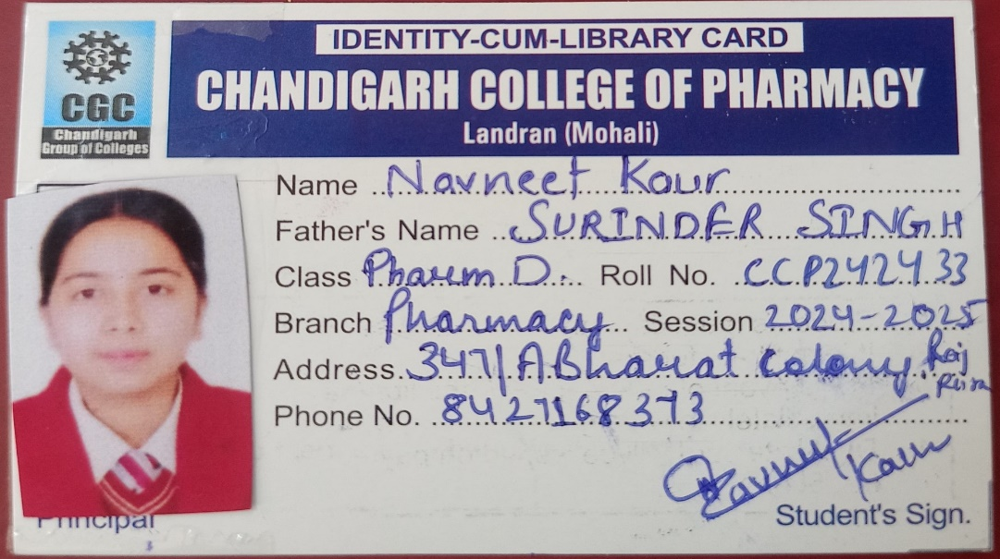 IDENTITY-CUM-LIBRARY CARD
CGC
Chandigarh
Group of Colleges
CHANDIGARH COLLEGE OF PHARMACY
Landran (Mohali)
Name Navneet Kaur
Father's Name SURINDER SINGH
Class Pharm D. Roll No. CCP242433
Branch Pharmacy Session 2024-2025
Address 347/A Bharat Colony Raj
Phone No. 8427168373
Navneet Kaur
Student's Sign.
Principal
3